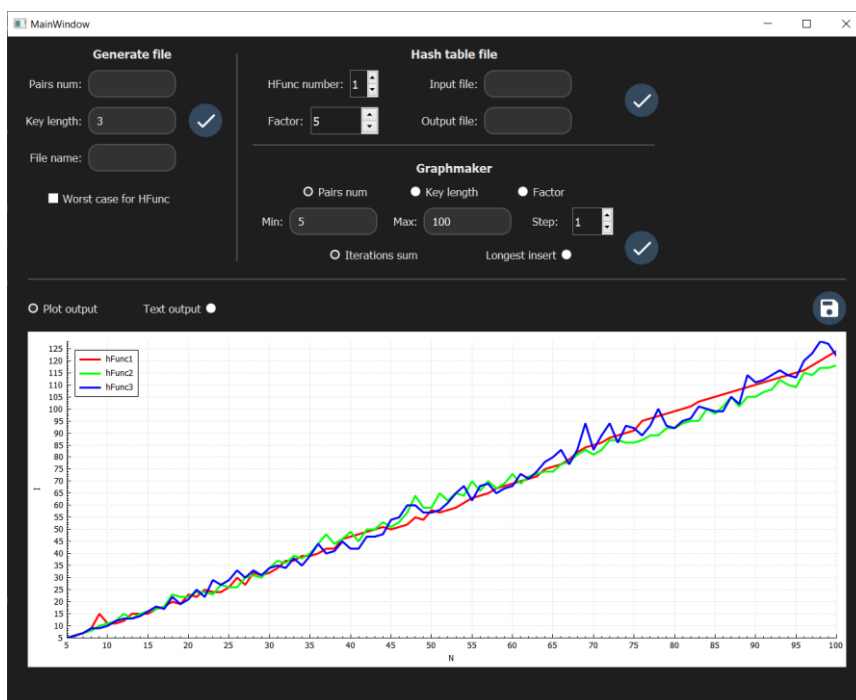 MainWindow
Generate file
Pairs num:
Key length: 3
File name:
Worst case for HFunc
Hash table file
HFunc number: 1 Input file:
Factor: 5 Output file:
Graphmaker
Pairs num Key length Factor
Min: 5 Max: 100 Step: 1
Iterations sum Longest insert
Plot output Text output
hFunc1
hFunc2
hFunc3
I
125
120
115
110
105
100
95
90
85
80
75
70
65
60
55
50
45
40
35
30
25
20
15
10
5
5 10 15 20 25 30 35 40 45 50 55 60 65 70 75 80 85 90 95 100
N